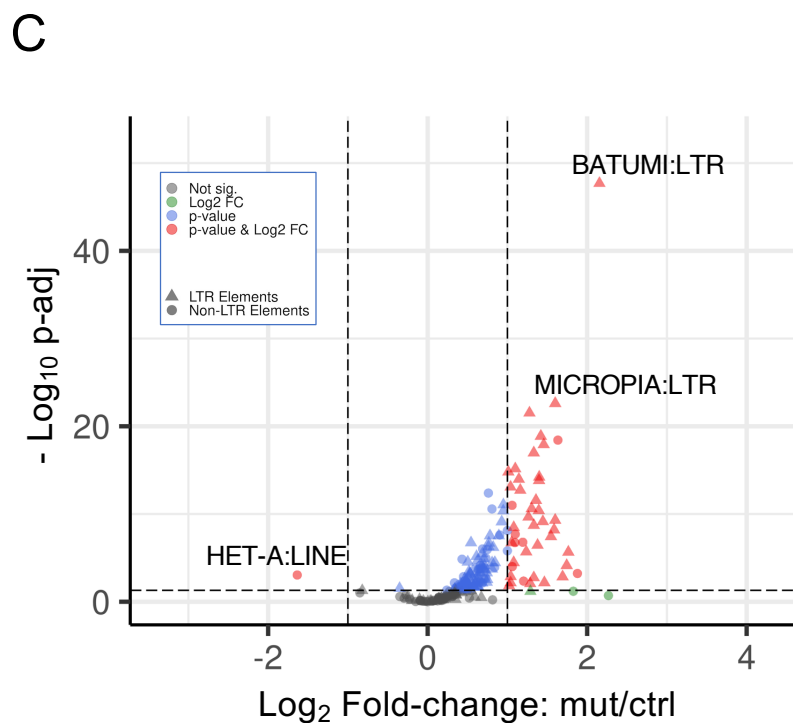 C
BATUMI:LTR
Not sig.
Log2 FC
p-value
p-value & Log2 FC
LTR Elements
Non-LTR Elements
MICROPIA:LTR
HET-A:LINE
40
20
0
- Log₁₀ p-adj
-2 0 2 4
Log₂ Fold-change: mut/ctrl